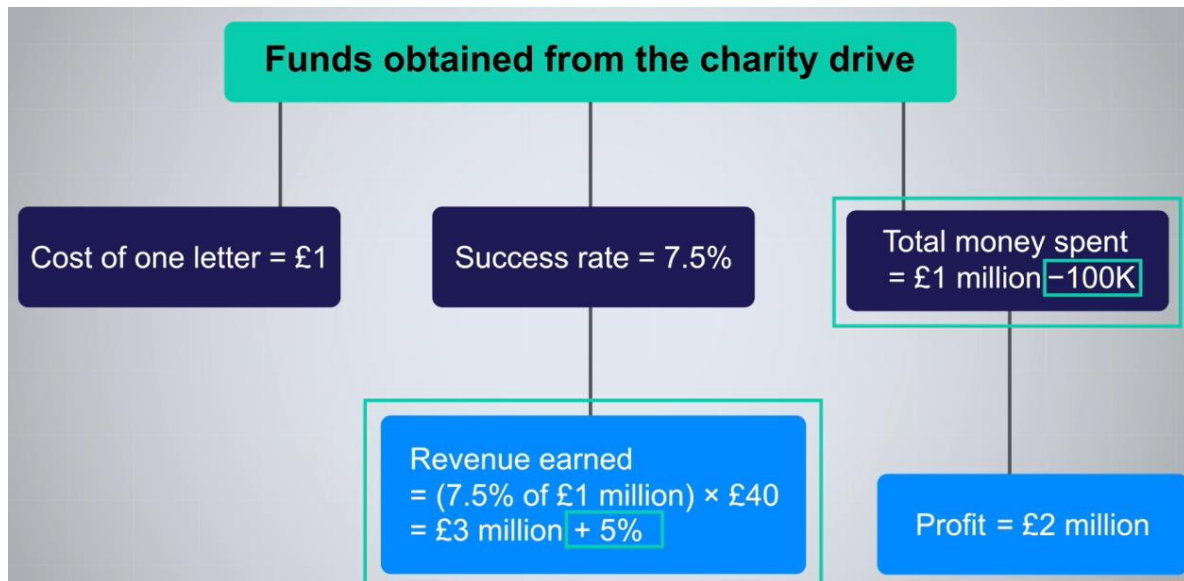 Funds obtained from the charity drive
Cost of one letter = £1
Success rate = 7.5%
Total money spent
= £1 million −100K
Revenue earned
= (7.5% of £1 million) × £40
= £3 million + 5%
Profit = £2 million